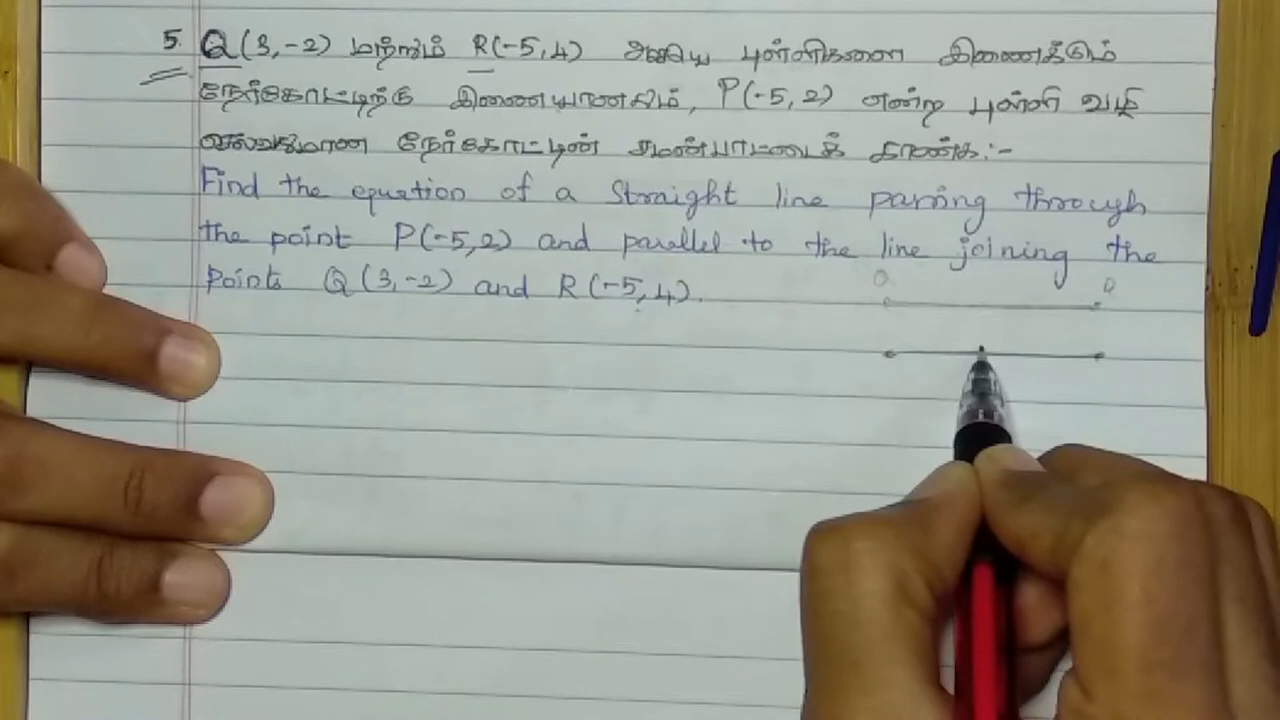 5. Q(3,-2) மற்றும் R(-5,4) ஆகிய புள்ளிகளை இணைக்கும்
நேர்கோட்டிற்கு இணையானதும், P(-5,2) என்ற புள்ளி வழி
செல்வதுமான நேர்கோட்டின் சமன்பாட்டைக் காண்க:-
Find the equation of a Straight line passing through
the point P(-5,2) and parallel to the line joining the
points Q(3,-2) and R(-5,4).